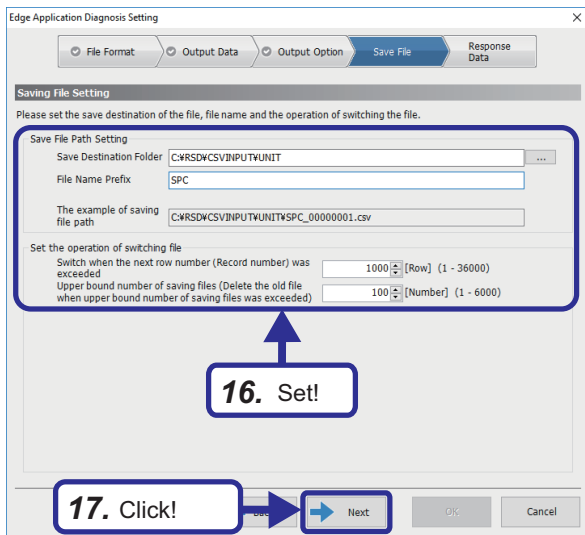 Edge Application Diagnosis Setting
File Format
Output Data
Output Option
Save File
Response
Data
Saving File Setting
Please set the save destination of the file, file name and the operation of switching the file.
Save File Path Setting
Save Destination Folder C:¥RSD¥CSVINPUT¥UNIT ...
File Name Prefix SPC
The example of saving
file path C:¥RSD¥CSVINPUT¥UNIT¥SPC_00000001.csv
Set the operation of switching file
Switch when the next row number (Record number) was
exceeded 1000 [Row] (1 - 36000)
Upper bound number of saving files (Delete the old file
when upper bound number of saving files was exceeded) 100 [Number] (1 - 6000)
16. Set!
17. Click!
Next
OK
Cancel